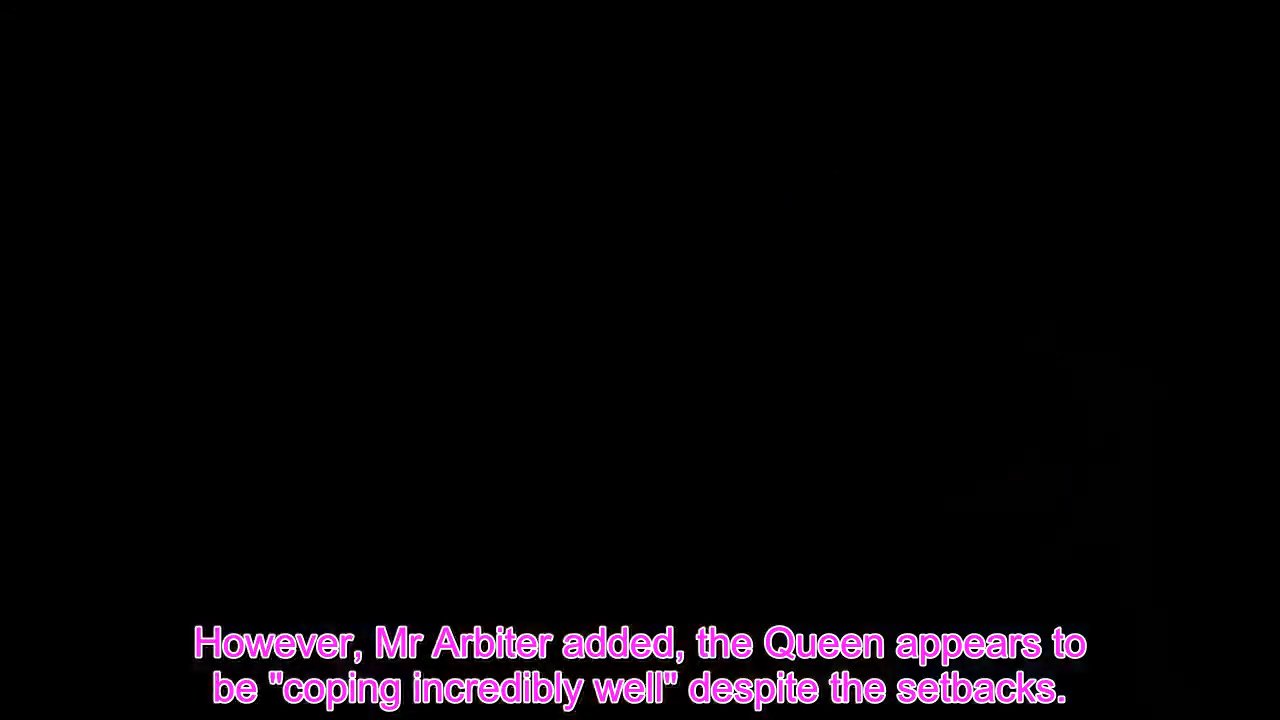 However, Mr Arbiter added, the Queen appears to
be "coping incredibly well" despite the setbacks.